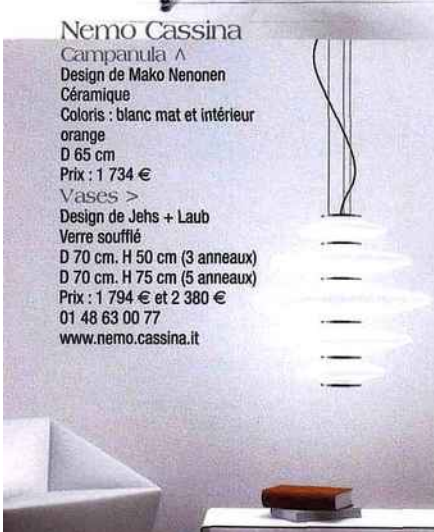 Nemo Cassina
Campanula Λ
Design de Mako Nenonen
Céramique
Coloris : blanc mat et intérieur
orange
D 65 cm
Prix : 1 734 €
Vases >
Design de Jehs + Laub
Verre soufflé
D 70 cm. H 50 cm (3 anneaux)
D 70 cm. H 75 cm (5 anneaux)
Prix : 1 794 € et 2 380 €
01 48 63 00 77
www.nemo.cassina.it